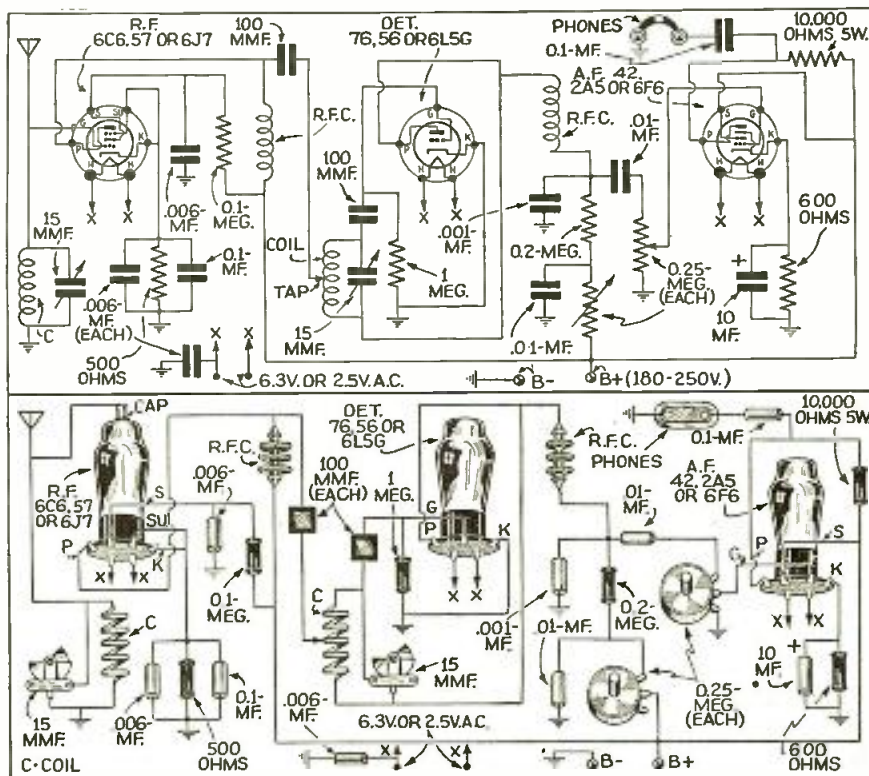 R.F.
6C6,57 OR 6J7
100
MMF.
DET.
76,56 OR
6L5G
PHONES
0.1-MF.
A.F. 42,
2A5 OR 6F6
10,000
OHMS, 5W.
S
SU
G
P
K
H
H
X
X
R.F.C.
.006-
MF.
0.1-
MEG.
15
MMF.
C
.006-
MF.
(EACH)
500
OHMS
0.1-
MF.
X
X
6.3V. OR 2.5V. A.C.
100
MMF.
COIL
TAP
15
MMF.
1
MEG.
G
P
K
H
H
X
X
R.F.C.
.01-
MF.
.001-
MF.
0.2-MEG.
0.25-
MEG.
(EACH)
0.1-MF.
B-
B+(180-250V.)
S
G
P
K
H
H
X
X
600
OHMS
+
10
MF.
CAP
R.F.
6C6,57
OR 6J7
S
SU
P
K
X
X
R.F.C.
.006-
MF.
0.1-
MEG.
C
15
MMF.
.006-
MF.
500
OHMS
0.1-
MF.
C=COIL
DET.
76,56 OR
6L5G
100
MMF.
(EACH)
1
MEG.
G
P
K
X
X
C
15
MMF.
.006-
MF.
6.3V. OR 2.5V. A.C.
X
X
R.F.C.
PHONES
0.1-MF.
10,000
OHMS 5W.
A.F.
42, 2A5
OR 6F6
.01-
MF.
.001-
MF.
0.2-
MEG.
.01-MF.
0.25-
MEG.
(EACH)
G
P
S
K
X
X
+
10
MF.
600
OHMS
B-
B+